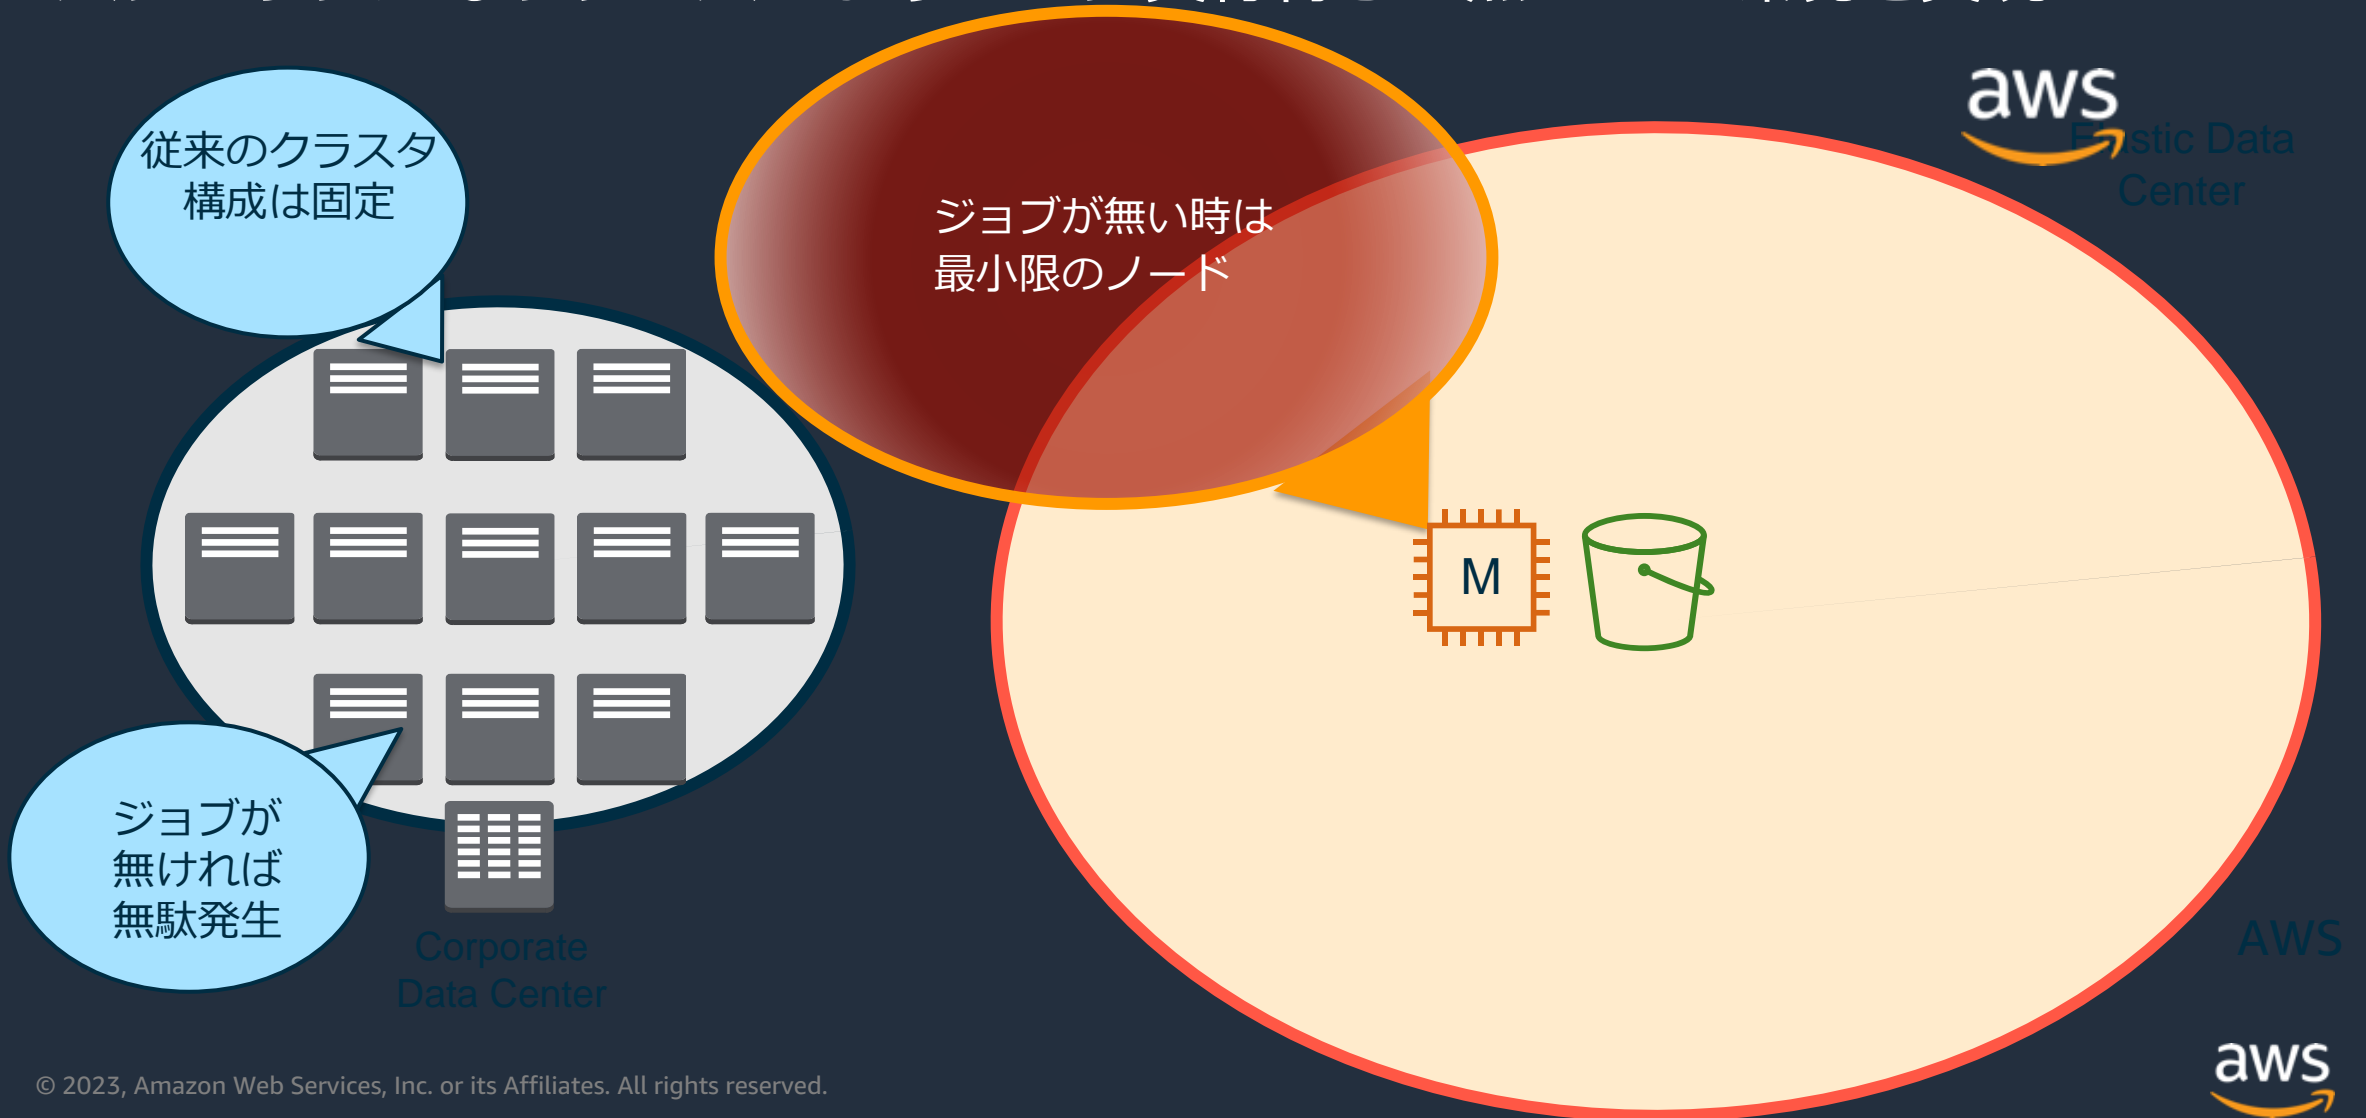 従来のクラスタ
構成は固定
ジョブが無い時は
最小限のノード
aws
stic Data
Center
M
ジョブが
無ければ
無駄発生
Corporate
Data Center
AWS
© 2023, Amazon Web Services, Inc. or its Affiliates. All rights reserved.
aws